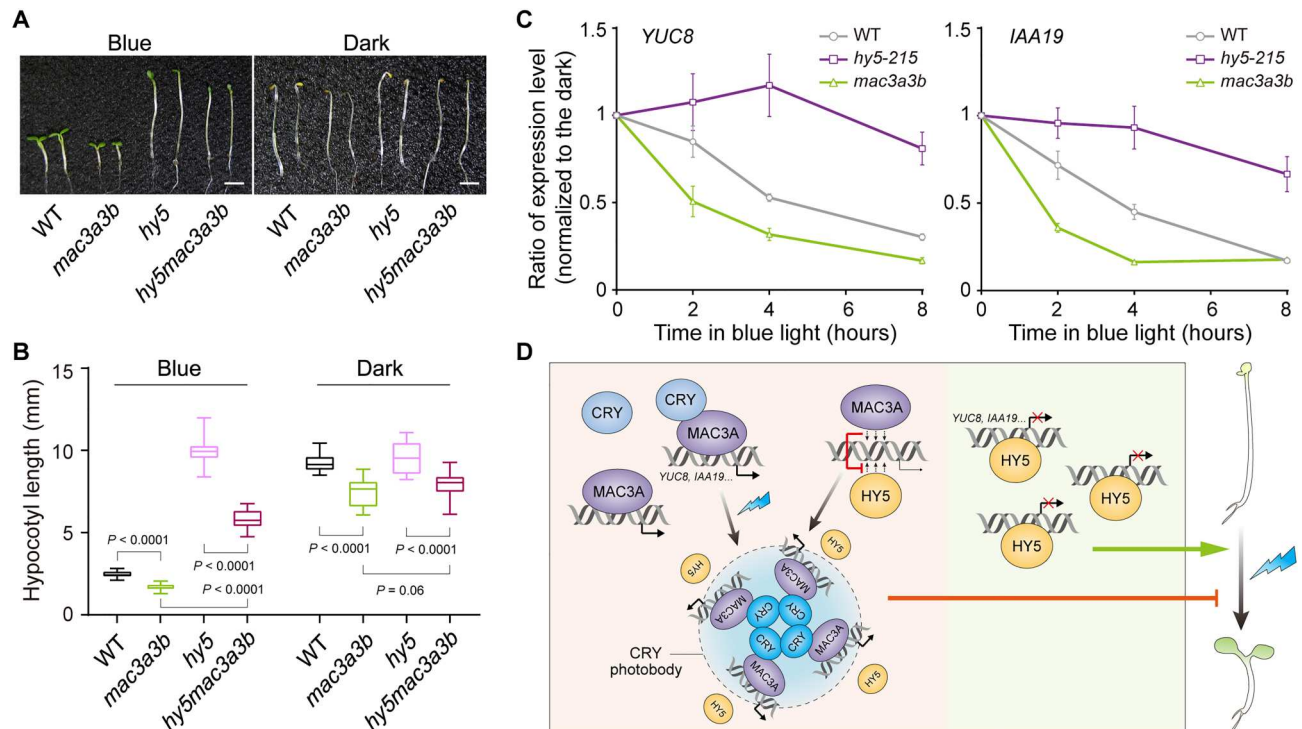 A
Blue
Dark
WT
mac3a3b
hy5
hy5mac3a3b
WT
mac3a3b
hy5
hy5mac3a3b
B
Hypocotyl length (mm)
Blue
Dark
15
10
5
0
P < 0.0001
P < 0.0001
P < 0.0001
P < 0.0001
P < 0.0001
P = 0.06
WT
mac3a3b
hy5
hy5mac3a3b
WT
mac3a3b
hy5
hy5mac3a3b
C
Ratio of expression level
(normalized to the dark)
YUC8
WT
hy5-215
mac3a3b
1.5
1
0.5
0
0
2
4
8
Time in blue light (hours)
IAA19
WT
hy5-215
mac3a3b
1.5
1
0.5
0
0
2
4
8
Time in blue light (hours)
D
CRY
CRY
MAC3A
YUC8, IAA19...
MAC3A
MAC3A
HY5
YUC8, IAA19...
HY5
HY5
HY5
HY5
HY5
HY5
HY5
MAC3A
MAC3A
MAC3A
MAC3A
CRY
CRY
CRY
CRY
CRY
photobody